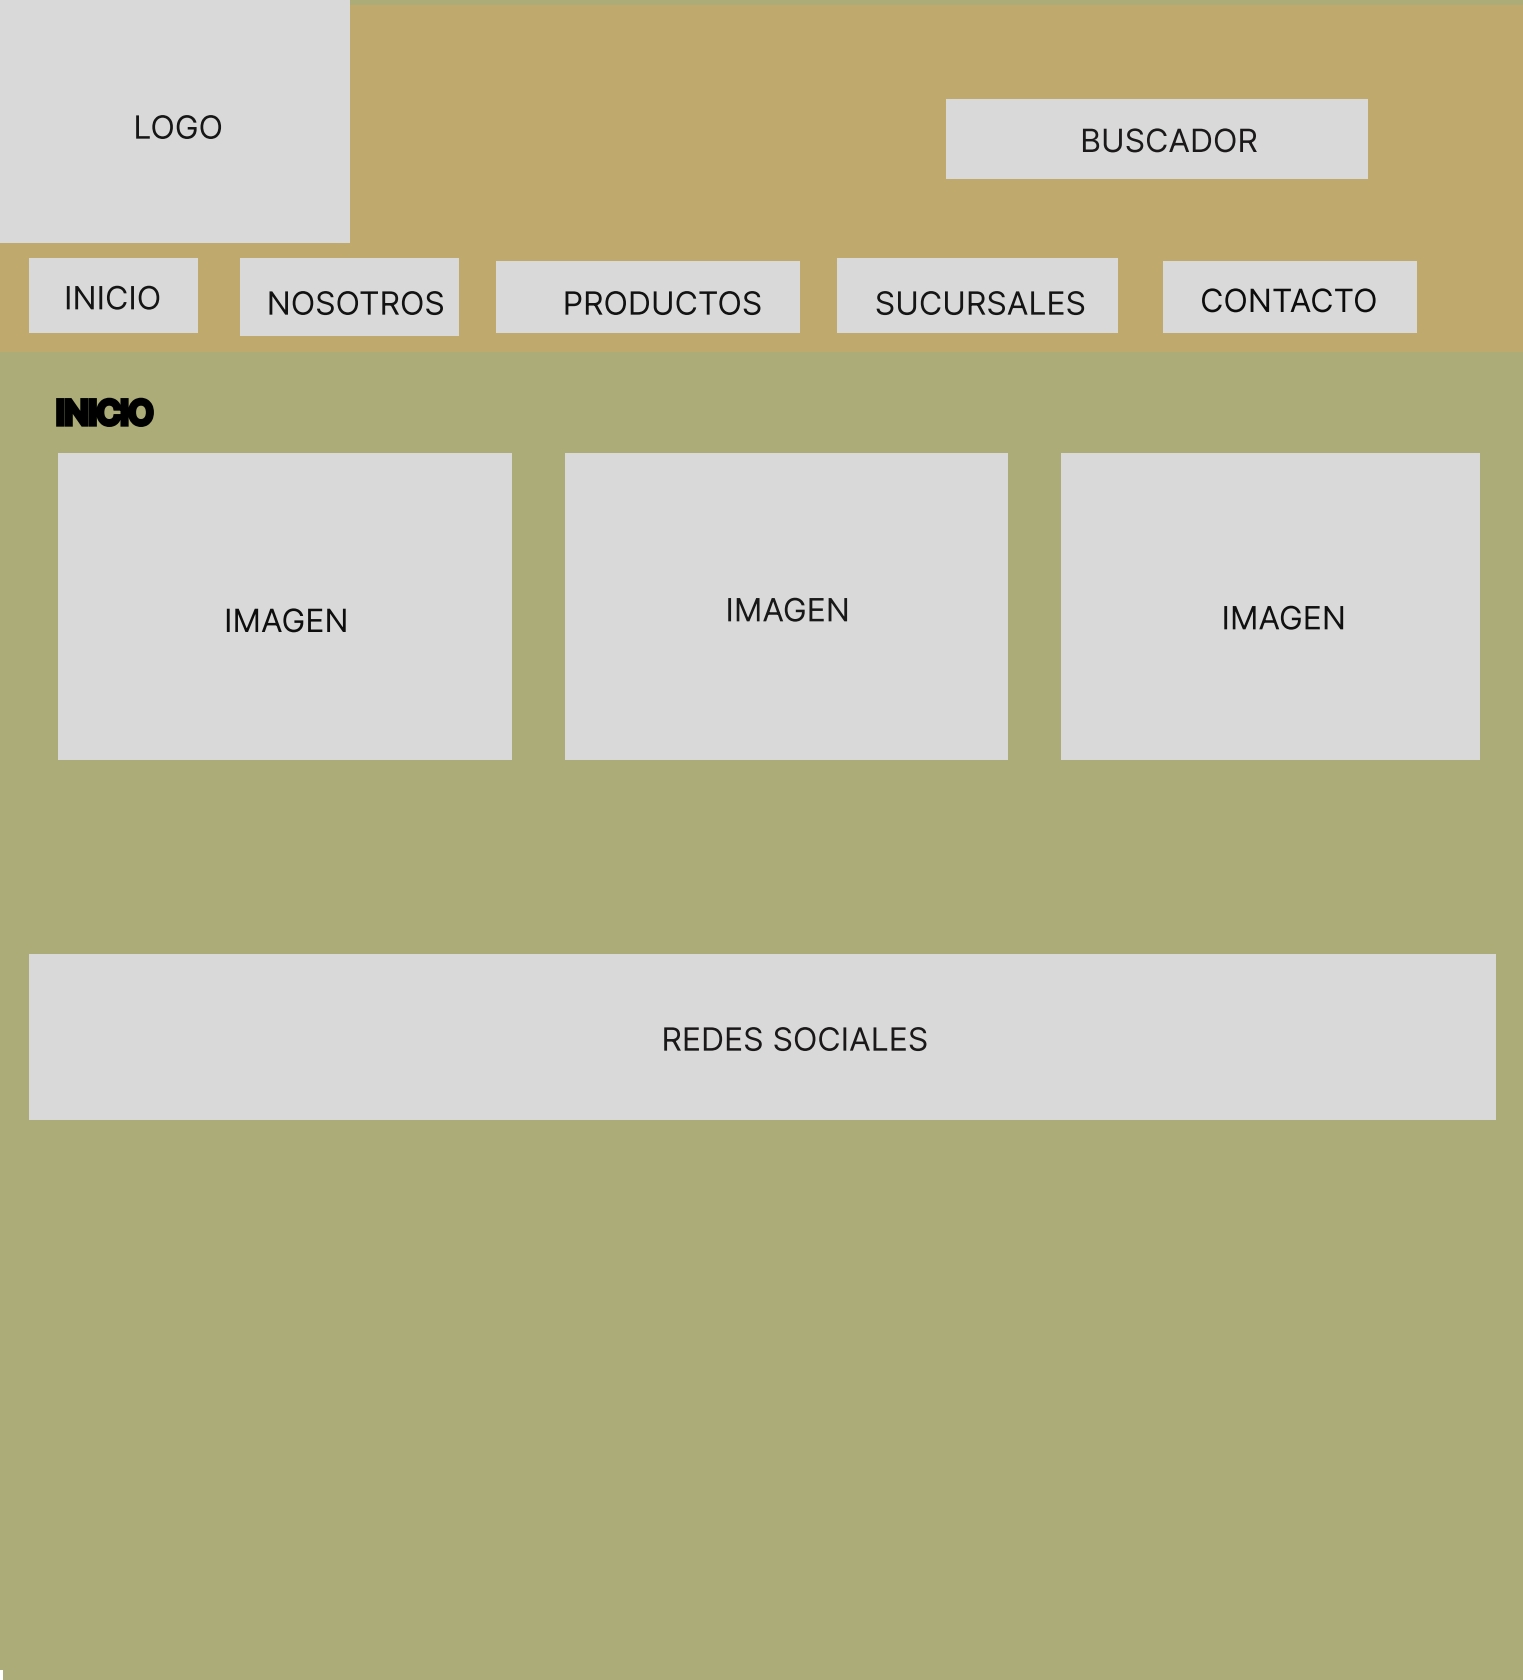 LOGO
BUSCADOR
INICIO
NOSOTROS
PRODUCTOS
SUCURSALES
CONTACTO
INICIO
IMAGEN
IMAGEN
IMAGEN
REDES SOCIALES